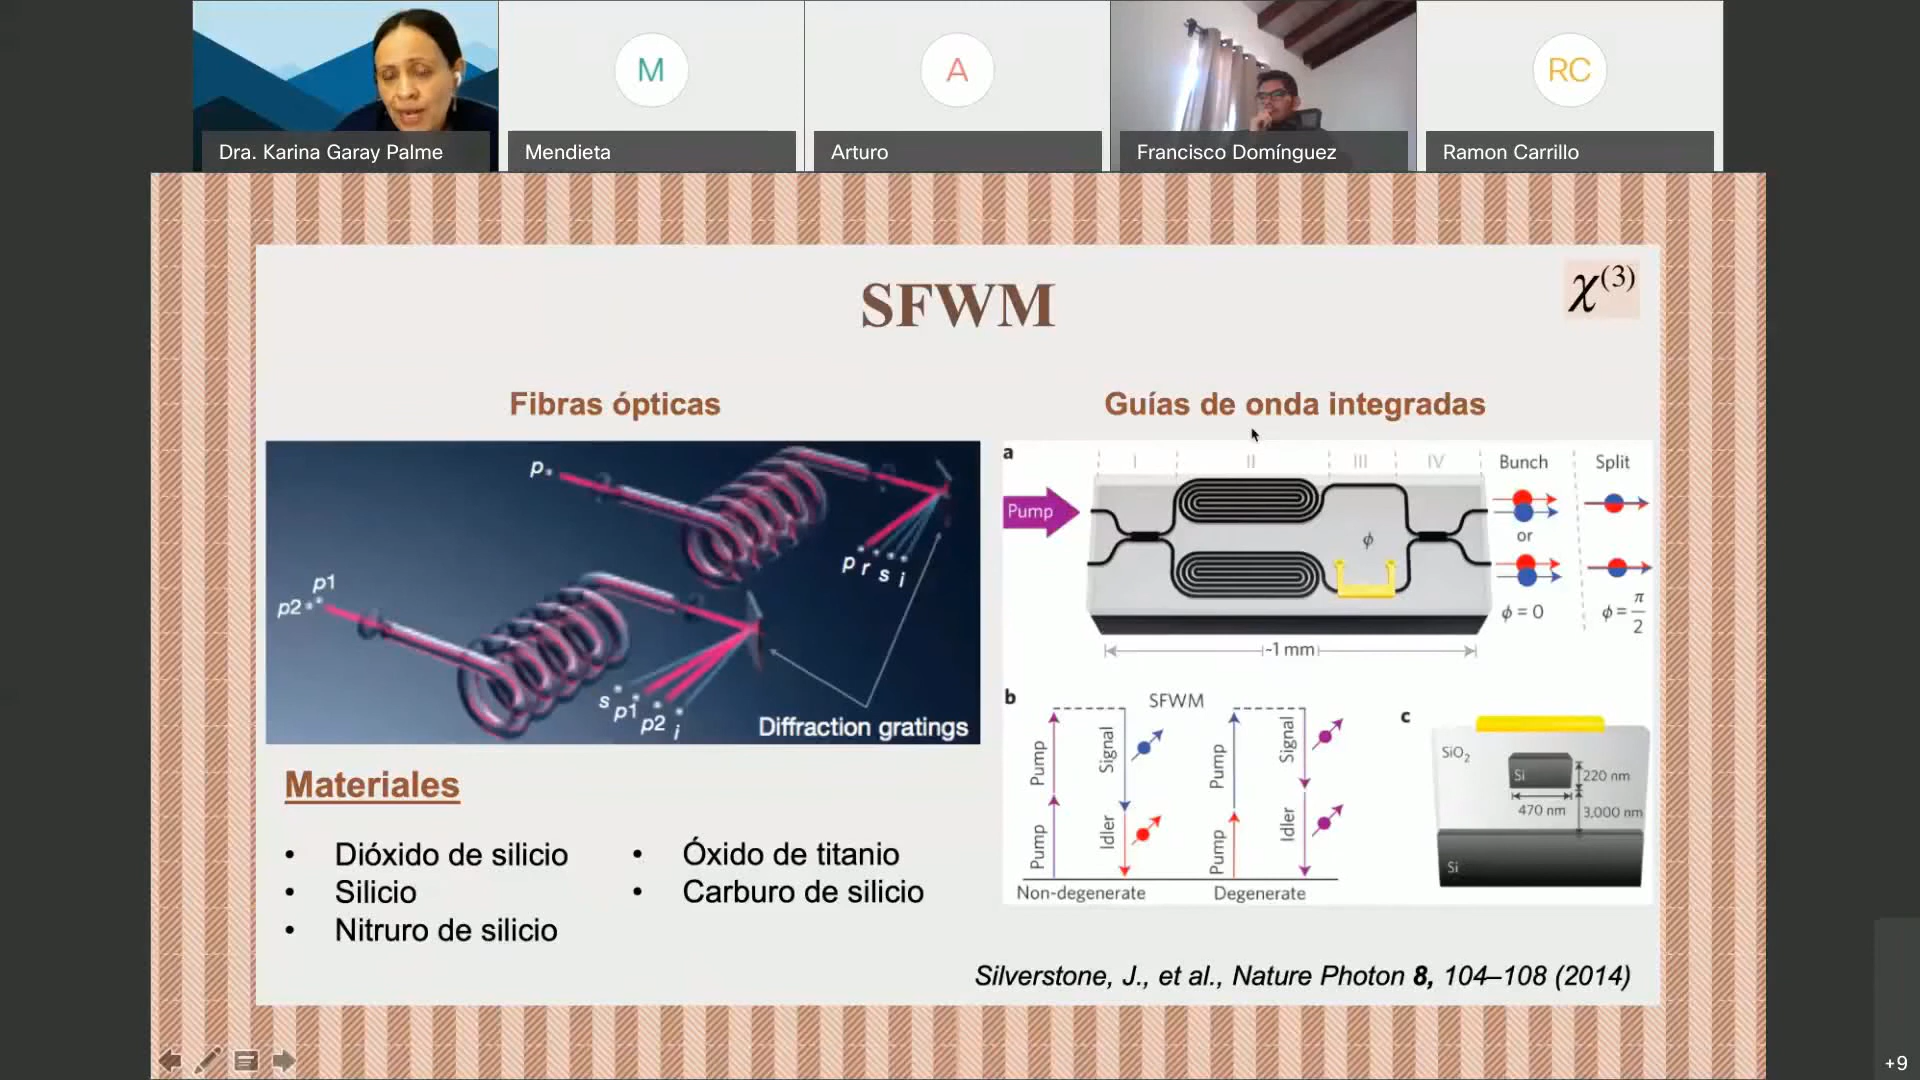 M
A
RC
Dra. Karina Garay Palme
Mendieta
Arturo
Francisco Domínguez
Ramon Carrillo
SFWM
χ(3)
Fibras ópticas
Guías de onda integradas
p
p r s i
p1
p2
s p1 p2 i
Diffraction gratings
a
I II III IV
Bunch
Split
Pump
ϕ
or
ϕ = 0
ϕ = π/2
~1 mm
b
SFWM
Pump
Pump
Signal
Idler
Pump
Pump
Signal
Idler
Non-degenerate
Degenerate
c
SiO2
Si
220 nm
470 nm
3,000 nm
Si
Materiales
• Dióxido de silicio
• Silicio
• Nitruro de silicio
• Óxido de titanio
• Carburo de silicio
Silverstone, J., et al., Nature Photon 8, 104–108 (2014)
+9